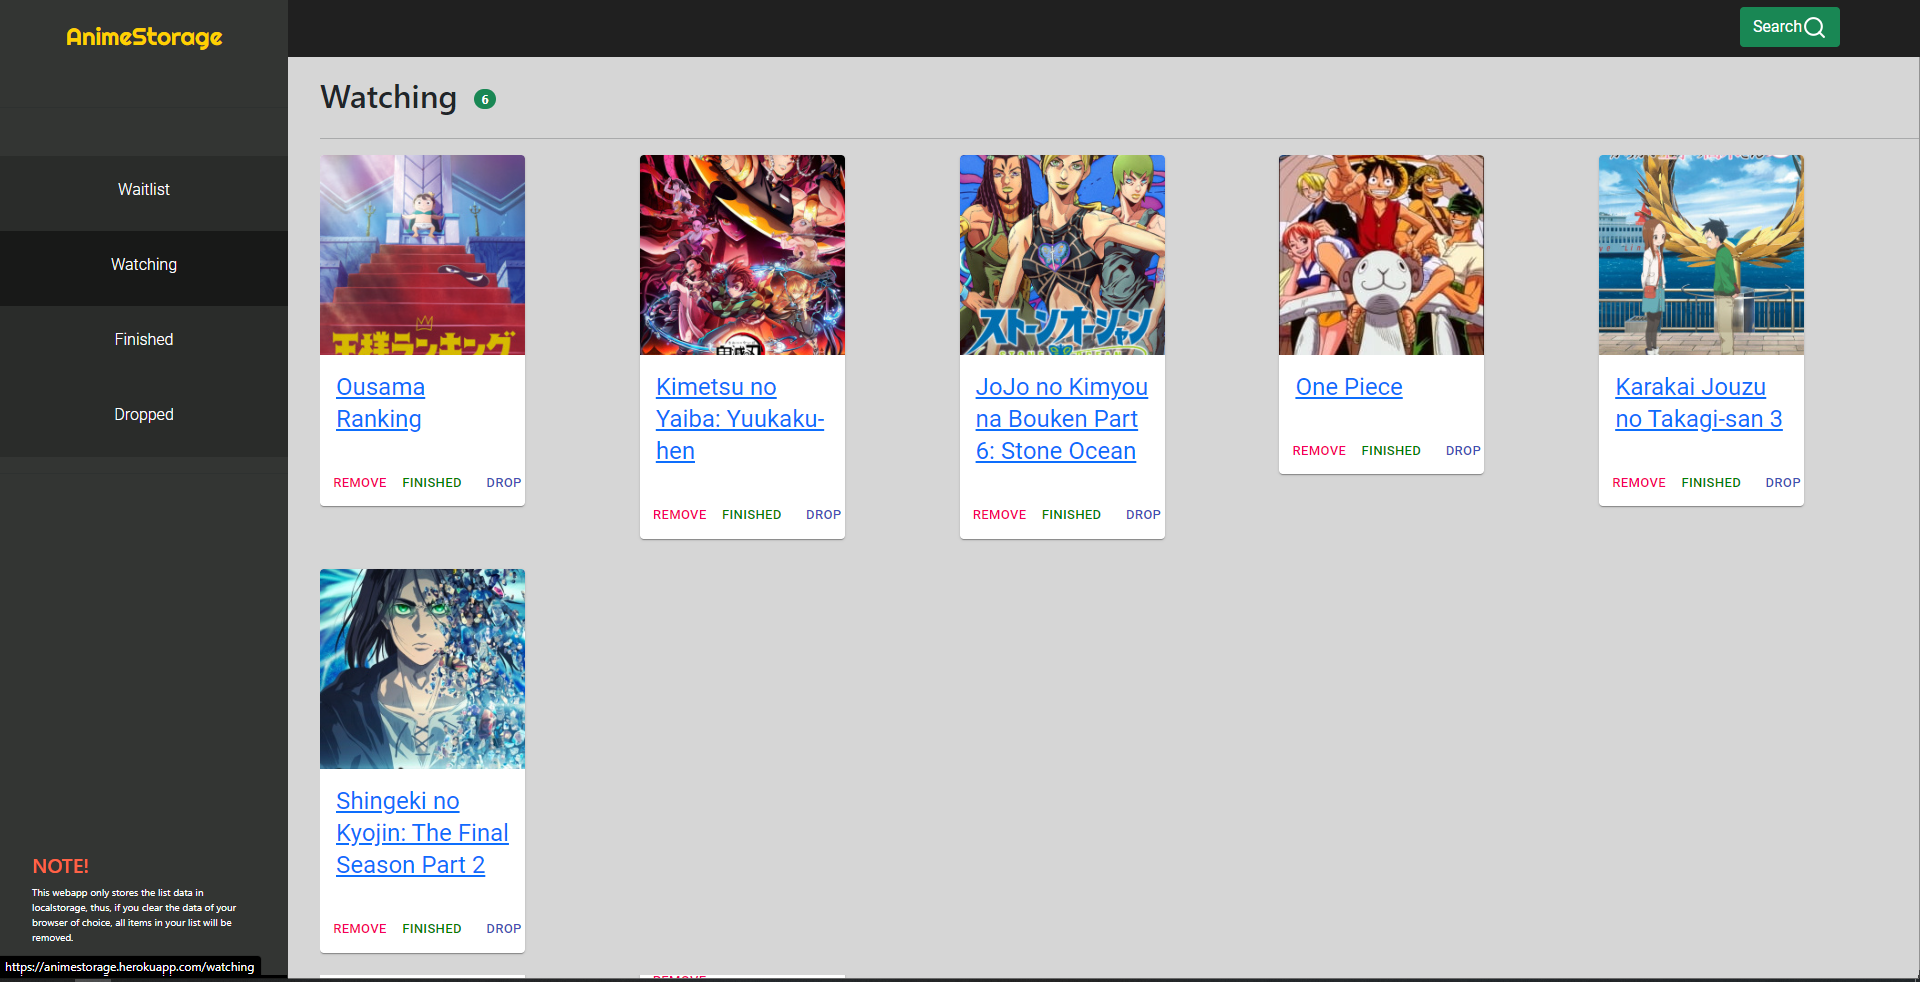 AnimeStorage
Search
Waitlist
Watching
Finished
Dropped
Watching 6
王様ランキング
Ousama
Ranking
REMOVE FINISHED DROP
Kimetsu no
Yaiba: Yuukaku-
hen
REMOVE FINISHED DROP
ストーンオーシャン
STONE OCEAN
JoJo no Kimyou
na Bouken Part
6: Stone Ocean
REMOVE FINISHED DROP
One Piece
REMOVE FINISHED DROP
Karakai Jouzu
no Takagi-san 3
REMOVE FINISHED DROP
Shingeki no
Kyojin: The Final
Season Part 2
REMOVE FINISHED DROP
REMOVE
NOTE!
This webapp only stores the list data in
localstorage, thus, if you clear the data of your
browser of choice, all items in your list will be
removed.
https://animestorage.herokuapp.com/watching